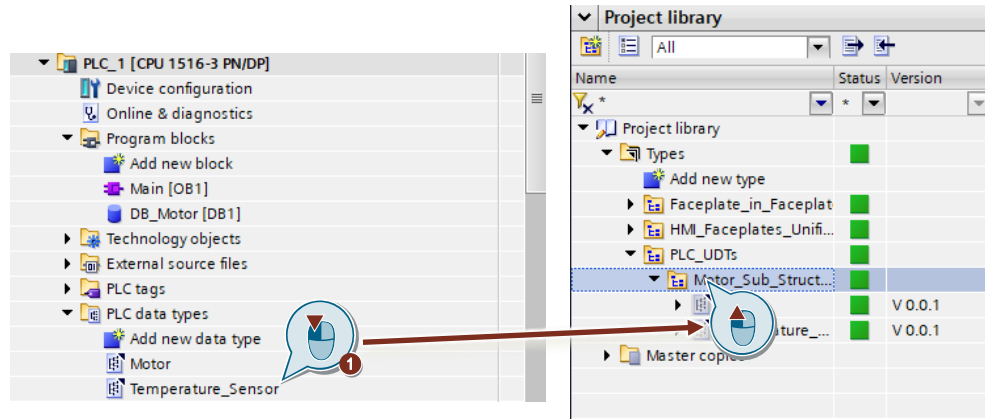 PLC_1 [CPU 1516-3 PN/DP]
Device configuration
Online & diagnostics
Program blocks
Add new block
Main [OB1]
DB_Motor [DB1]
Technology objects
External source files
PLC tags
PLC data types
Add new data type
Motor
Temperature_Sensor
1
Project library
All
Name Status Version
* *
Project library
Types
Add new type
Faceplate_in_Faceplat
HMI_Faceplates_Unifi...
PLC_UDTs
Motor_Sub_Struct...
V 0.0.1
ature_... V 0.0.1
Master copies